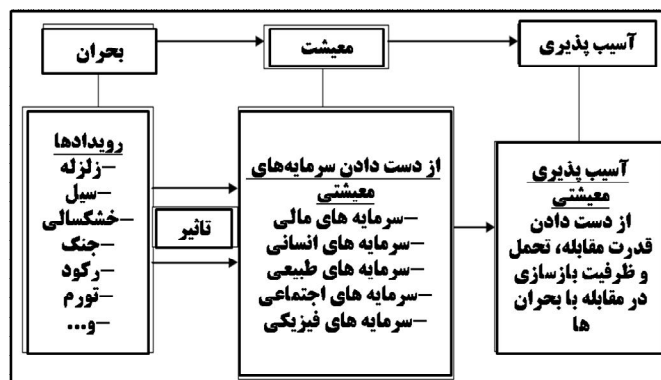 بحران
معیشت
آسیب پذیری
رویدادها
-زلزله
-سیل
-خشکسالی
-جنک
-رکود
-تورم
-و...
تاثیر
از دست دادن سرمایه‌های
معیشتی
-سرمایه های مالی
-سرمایه های انسانی
-سرمایه های طبیعی
-سرمایه های اجتماعی
-سرمایه های فیزیکی
آسیب پذیری
معیشتی
از دست دادن
قدرت مقابله، تحمل
و ظرفیت بازسازی
در مقابله با بحران
ها